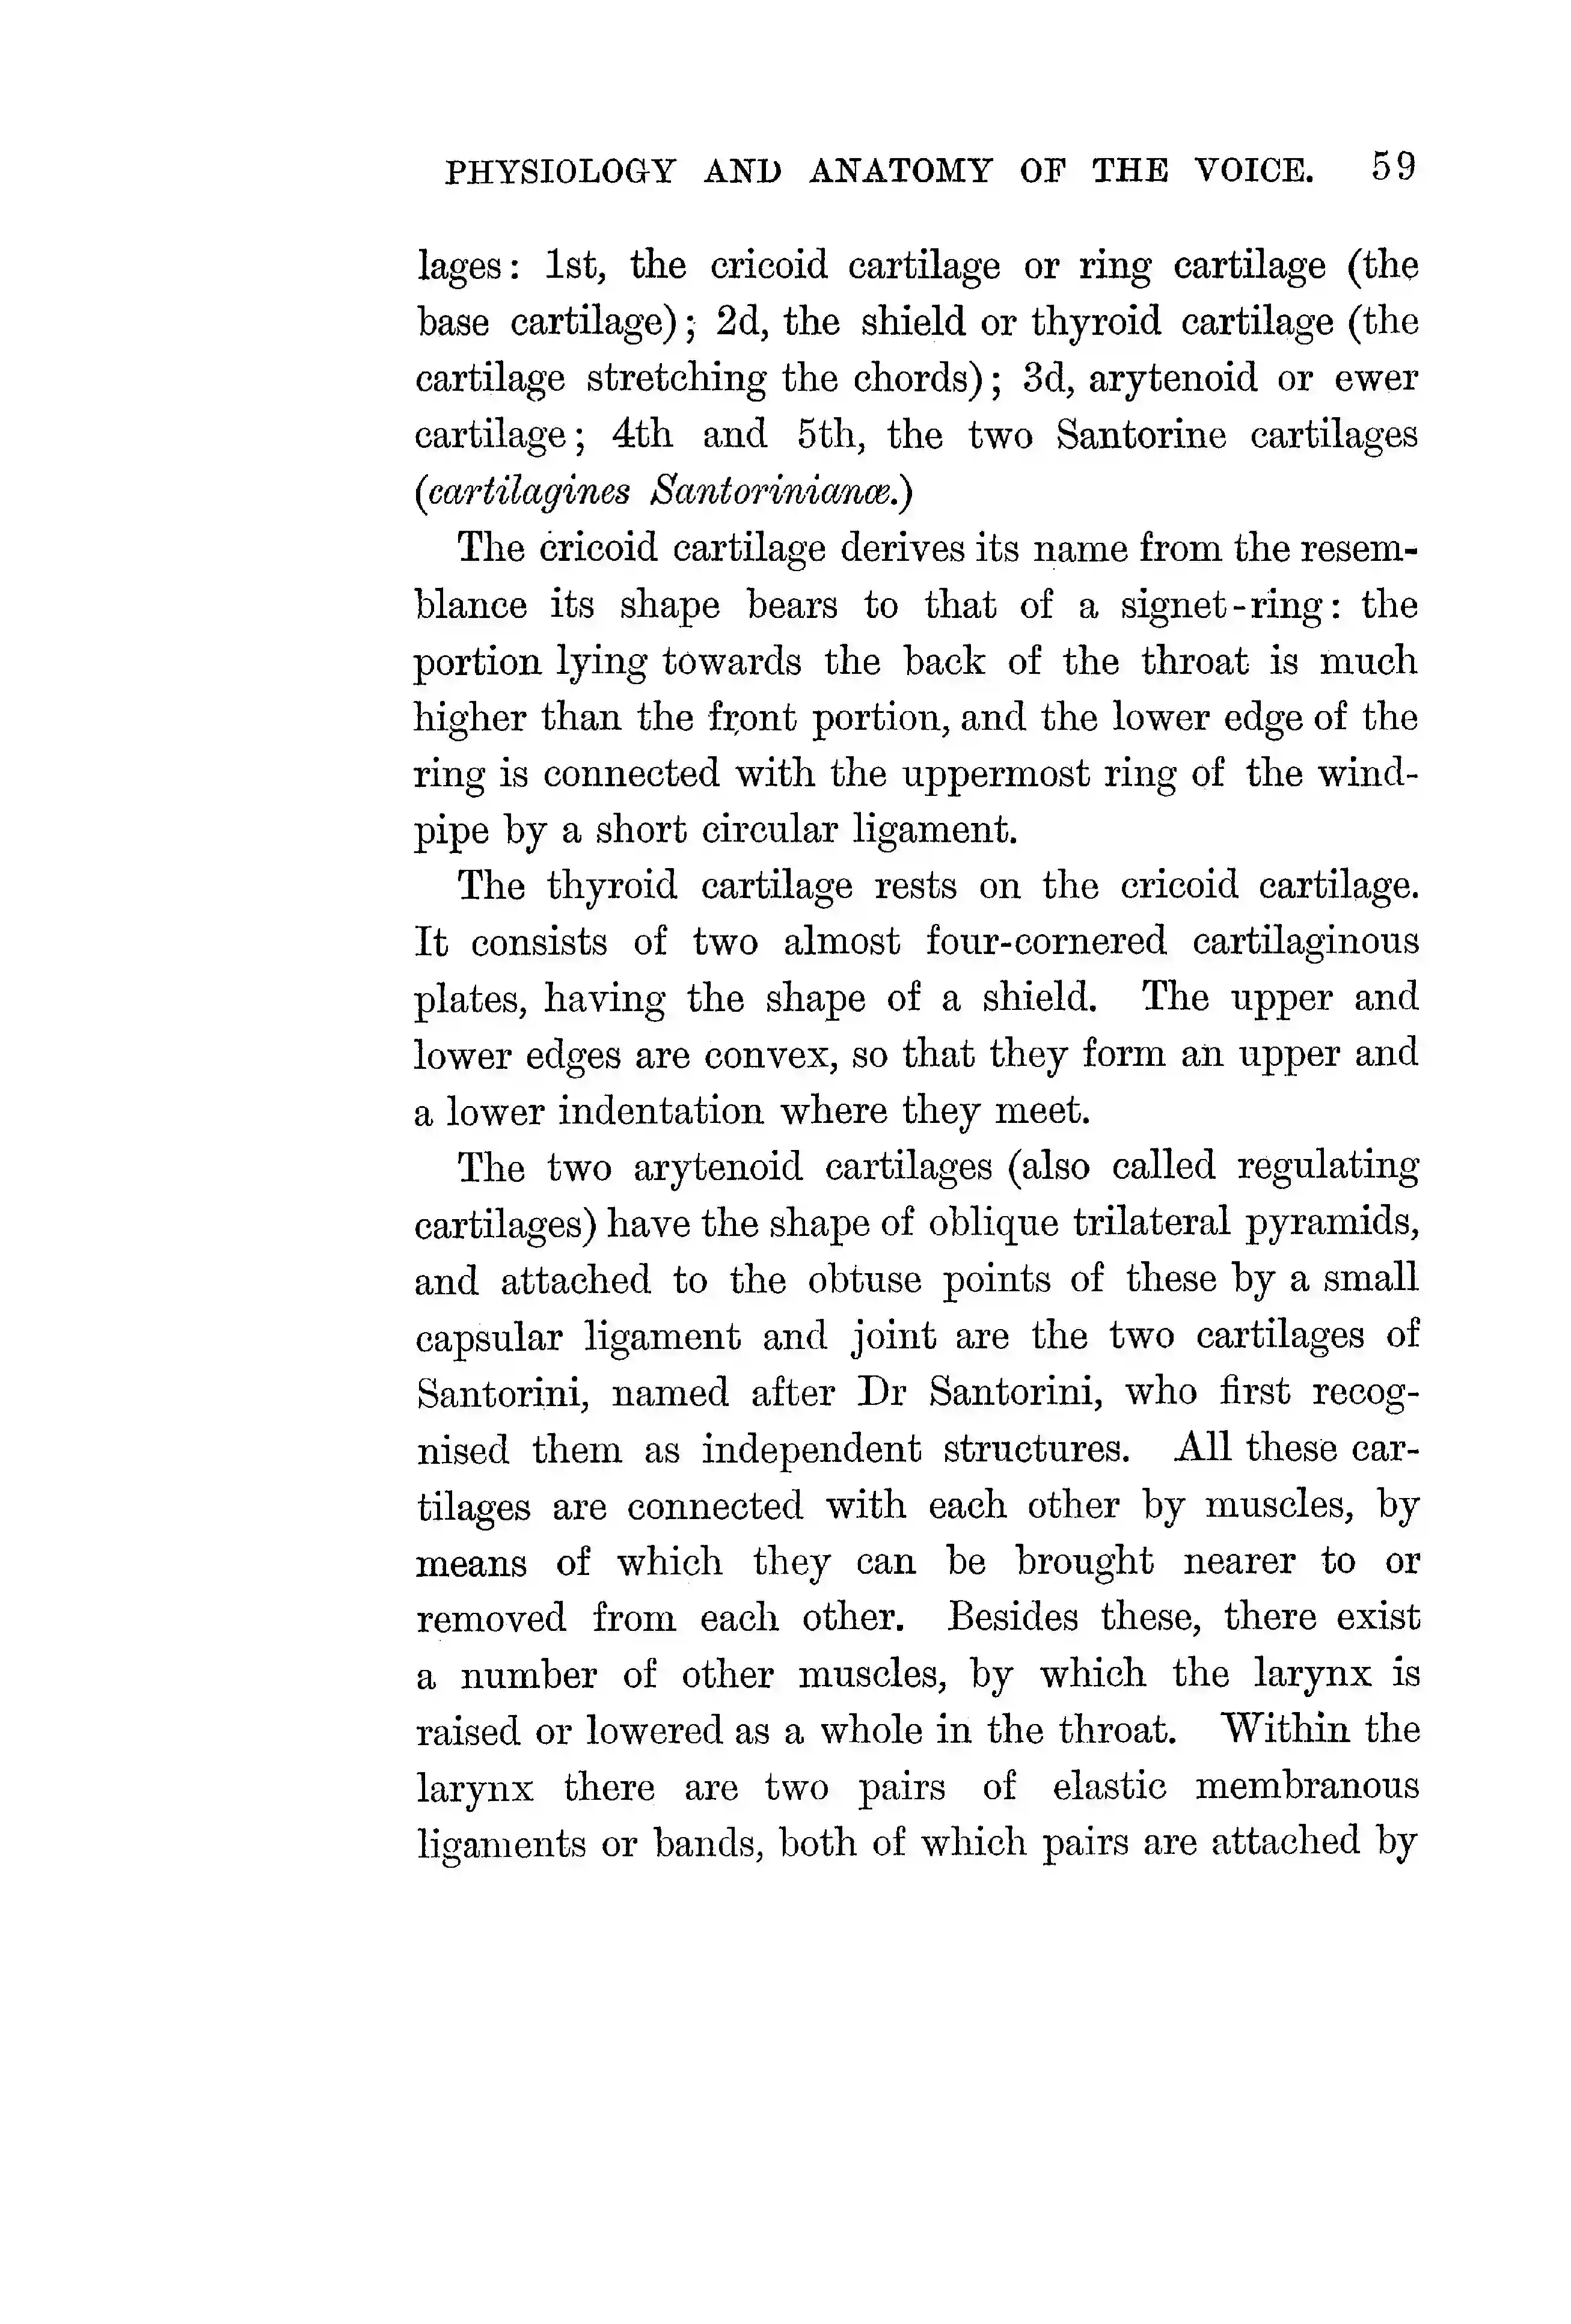 PHYSIOLOGY AND ANATOMY OF THE VOICE. 59
lages: 1st, the cricoid cartilage or ring cartilage (the
base cartilage); 2d, the shield or thyroid cartilage (the
cartilage stretching the chords); 3d, arytenoid or ewer
cartilage; 4th and 5th, the two Santorine cartilages
(cartilagines Santorinianœ.)
The cricoid cartilage derives its name from the resem-
blance its shape bears to that of a signet-ring: the
portion lying towards the back of the throat is much
higher than the front portion, and the lower edge of the
ring is connected with the uppermost ring of the wind-
pipe by a short circular ligament.
The thyroid cartilage rests on the cricoid cartilage.
It consists of two almost four-cornered cartilaginous
plates, having the shape of a shield. The upper and
lower edges are convex, so that they form an upper and
a lower indentation where they meet.
The two arytenoid cartilages (also called regulating
cartilages) have the shape of oblique trilateral pyramids,
and attached to the obtuse points of these by a small
capsular ligament and joint are the two cartilages of
Santorini, named after Dr Santorini, who first recog-
nised them as independent structures. All these car-
tilages are connected with each other by muscles, by
means of which they can be brought nearer to or
removed from each other. Besides these, there exist
a number of other muscles, by which the larynx is
raised or lowered as a whole in the throat. Within the
larynx there are two pairs of elastic membranous
ligaments or bands, both of which pairs are attached by